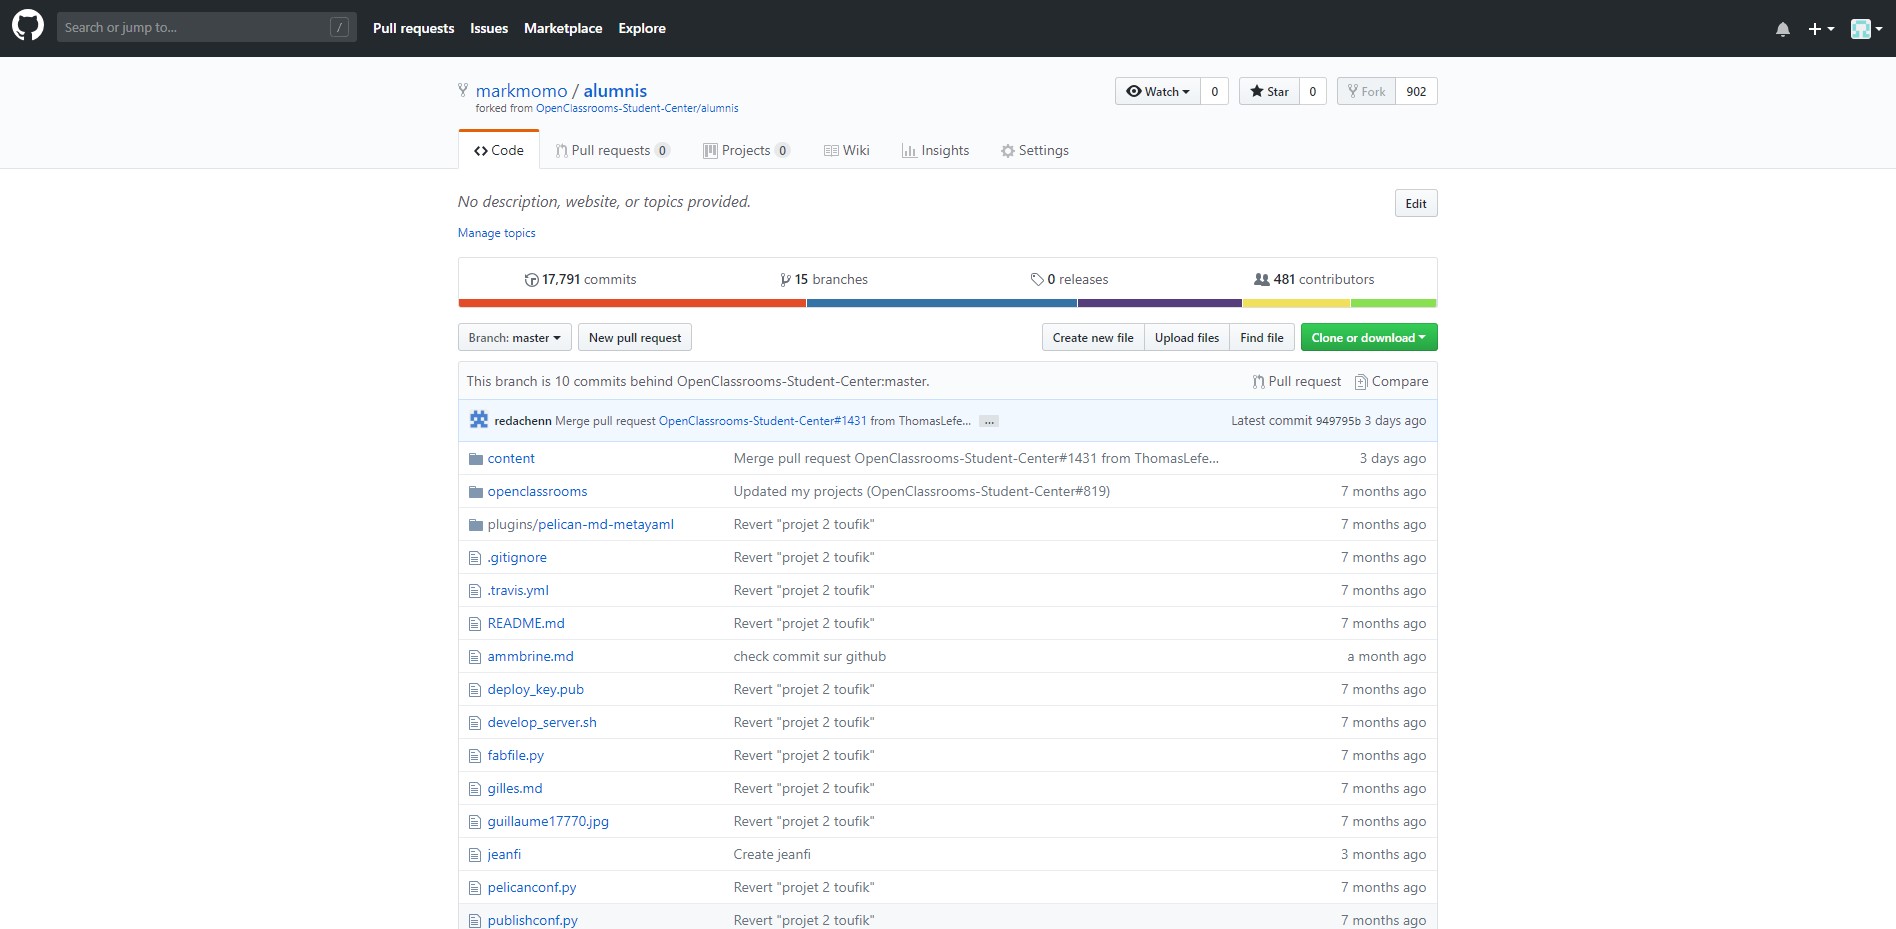 Search or jump to... /
Pull requests Issues Marketplace Explore
markmomo / alumnis
Watch 0 Star 0 Fork 902
forked from OpenClassrooms-Student-Center/alumnis
Code Pull requests 0 Projects 0 Wiki Insights Settings
No description, website, or topics provided.
Edit
Manage topics
17,791 commits 15 branches 0 releases 481 contributors
Branch: master New pull request Create new file Upload files Find file Clone or download
This branch is 10 commits behind OpenClassrooms-Student-Center:master. Pull request Compare
redachenn Merge pull request OpenClassrooms-Student-Center#1431 from ThomasLefe... ... Latest commit 949795b 3 days ago
content Merge pull request OpenClassrooms-Student-Center#1431 from ThomasLefe... 3 days ago
openclassrooms Updated my projects (OpenClassrooms-Student-Center#819) 7 months ago
plugins/pelican-md-metayaml Revert "projet 2 toufik" 7 months ago
.gitignore Revert "projet 2 toufik" 7 months ago
.travis.yml Revert "projet 2 toufik" 7 months ago
README.md Revert "projet 2 toufik" 7 months ago
ammbrine.md check commit sur github a month ago
deploy_key.pub Revert "projet 2 toufik" 7 months ago
develop_server.sh Revert "projet 2 toufik" 7 months ago
fabfile.py Revert "projet 2 toufik" 7 months ago
gilles.md Revert "projet 2 toufik" 7 months ago
guillaume17770.jpg Revert "projet 2 toufik" 7 months ago
jeanfi Create jeanfi 3 months ago
pelicanconf.py Revert "projet 2 toufik" 7 months ago
publishconf.py Revert "projet 2 toufik" 7 months ago